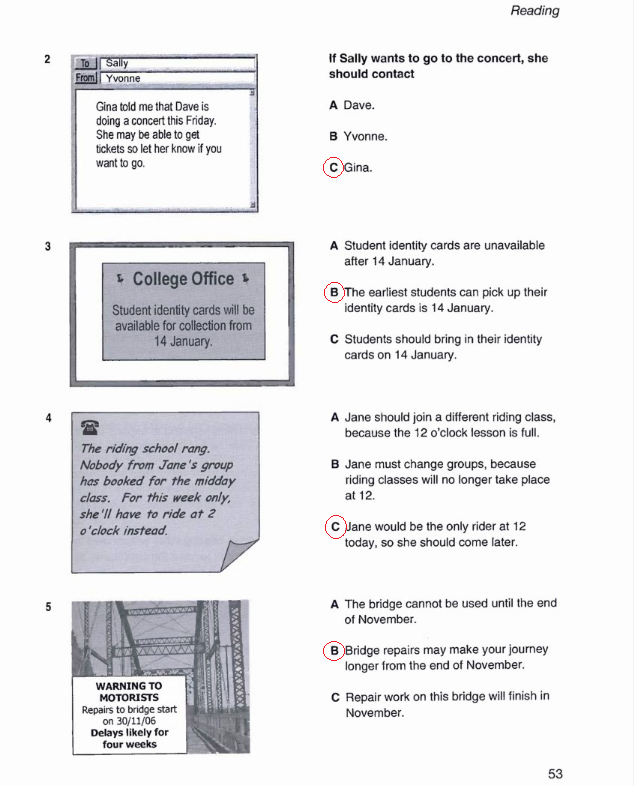 Reading
2
To Sally
From Yvonne
Gina told me that Dave is
doing a concert this Friday.
She may be able to get
tickets so let her know if you
want to go.
If Sally wants to go to the concert, she
should contact
A Dave.
B Yvonne.
C Gina.
3
College Office
Student identity cards will be
available for collection from
14 January.
A Student identity cards are unavailable
after 14 January.
B The earliest students can pick up their
identity cards is 14 January.
C Students should bring in their identity
cards on 14 January.
4
The riding school rang.
Nobody from Jane's group
has booked for the midday
class. For this week only,
she'll have to ride at 2
o'clock instead.
A Jane should join a different riding class,
because the 12 o'clock lesson is full.
B Jane must change groups, because
riding classes will no longer take place
at 12.
C Jane would be the only rider at 12
today, so she should come later.
5
WARNING TO
MOTORISTS
Repairs to bridge start
on 30/11/06
Delays likely for
four weeks
A The bridge cannot be used until the end
of November.
B Bridge repairs may make your journey
longer from the end of November.
C Repair work on this bridge will finish in
November.
53